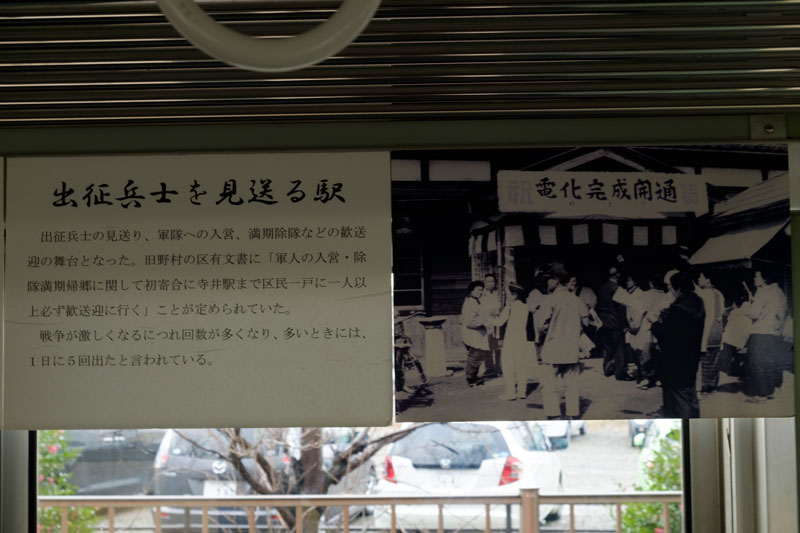 出征兵士を見送る駅
出征兵士の見送り、軍隊への入営、満期除隊などの歓送
迎の舞台となった。旧野村の区有文書に「軍人の入営・除
隊満期帰郷に関して初寄合に寺井駅まで区民一戸に一人以
上必ず歓送迎に行く」ことが定められていた。
戦争が激しくなるにつれ回数が多くなり、多いときには、
1日に5回出たと言われている。
祝 電化完成開通